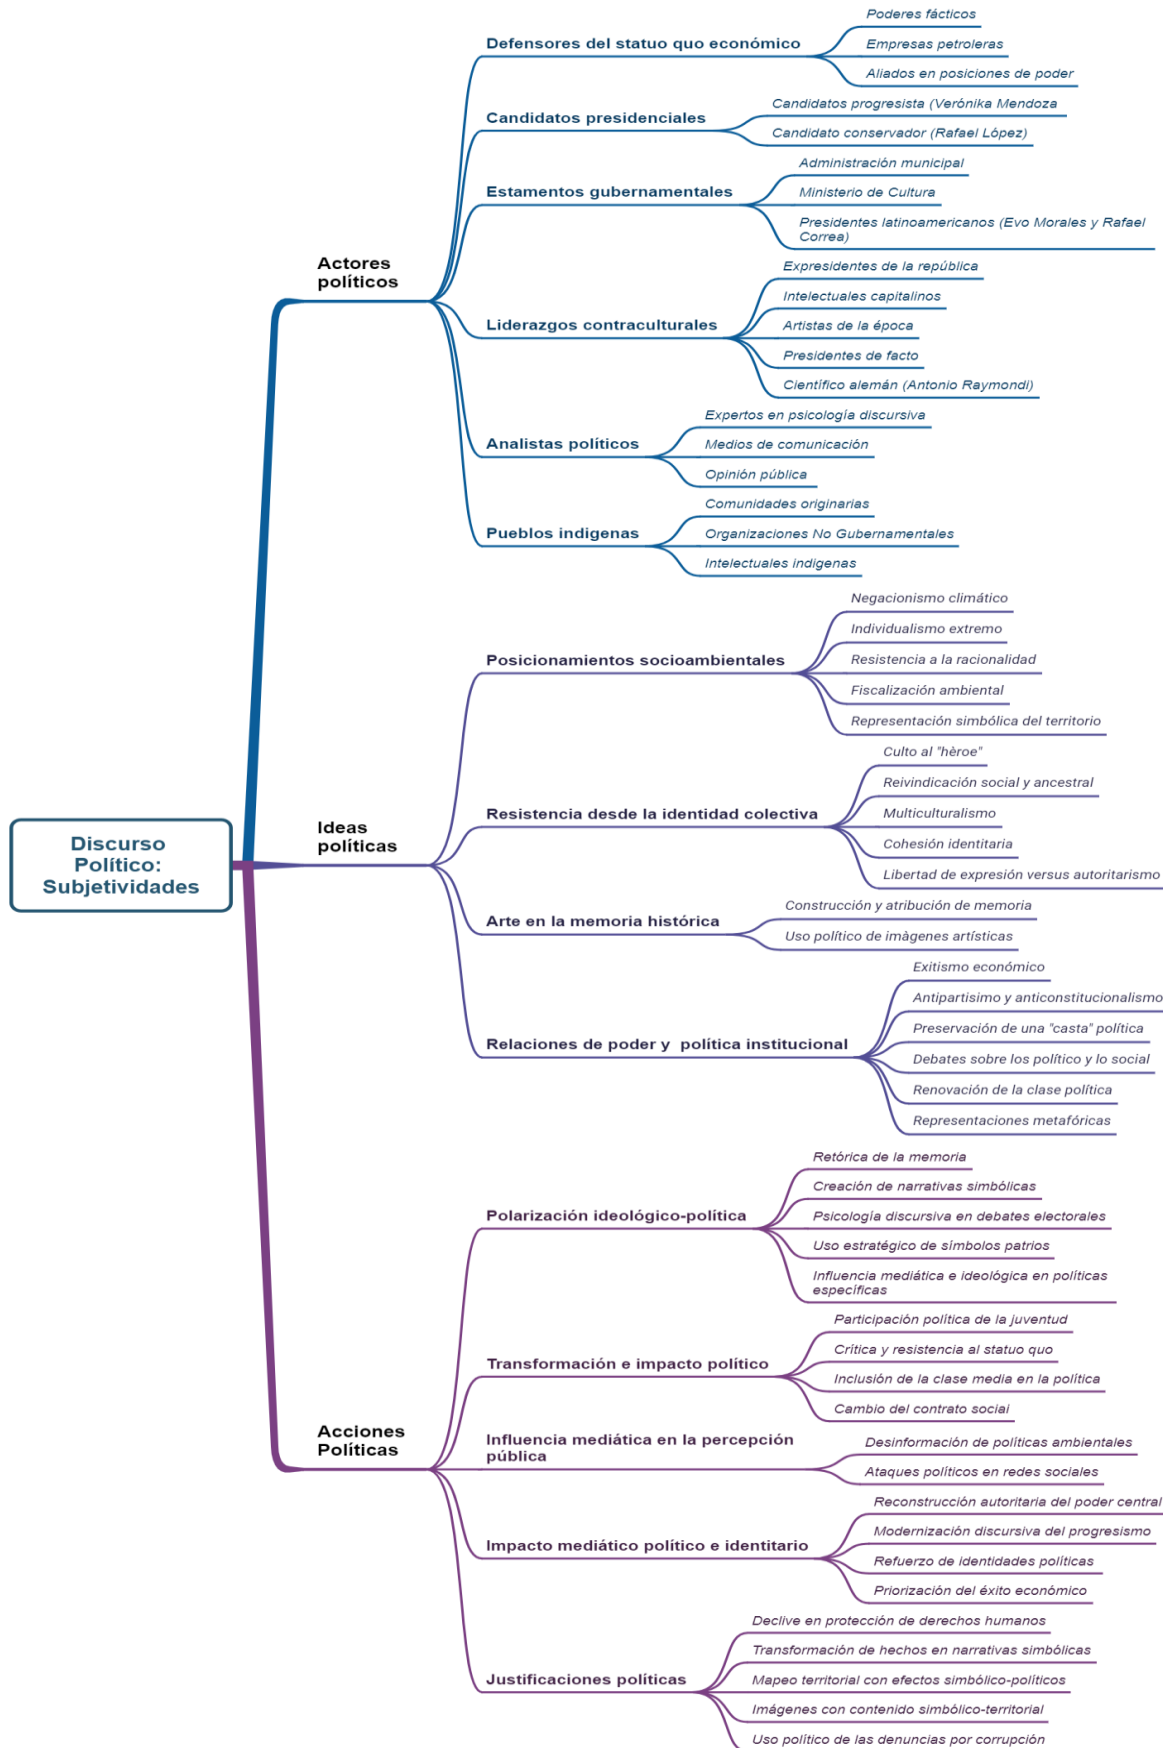 Discurso
Político:
Subjetividades
Actores
políticos
Defensores del statuo quo económico
Poderes fácticos
Empresas petroleras
Aliados en posiciones de poder
Candidatos presidenciales
Candidatos progresista (Verónika Mendoza
Candidato conservador (Rafael López)
Estamentos gubernamentales
Administración municipal
Ministerio de Cultura
Presidentes latinoamericanos (Evo Morales y Rafael
Correa)
Liderazgos contraculturales
Expresidentes de la república
Intelectuales capitalinos
Artistas de la época
Presidentes de facto
Científico alemán (Antonio Raymondi)
Analistas políticos
Expertos en psicología discursiva
Medios de comunicación
Opinión pública
Pueblos indigenas
Comunidades originarias
Organizaciones No Gubernamentales
Intelectuales indigenas
Ideas
políticas
Posicionamientos socioambientales
Negacionismo climático
Individualismo extremo
Resistencia a la racionalidad
Fiscalización ambiental
Representación simbólica del territorio
Resistencia desde la identidad colectiva
Culto al "hèroe"
Reivindicación social y ancestral
Multiculturalismo
Cohesión identitaria
Libertad de expresión versus autoritarismo
Arte en la memoria histórica
Construcción y atribución de memoria
Uso político de imàgenes artísticas
Relaciones de poder y política institucional
Exitismo económico
Antipartisimo y anticonstitucionalismo
Preservación de una "casta" política
Debates sobre los político y lo social
Renovación de la clase política
Representaciones metafóricas
Acciones
Políticas
Polarización ideológico-política
Retórica de la memoria
Creación de narrativas simbólicas
Psicología discursiva en debates electorales
Uso estratégico de símbolos patrios
Influencia mediática e ideológica en políticas
específicas
Transformación e impacto político
Participación política de la juventud
Crítica y resistencia al statuo quo
Inclusión de la clase media en la política
Cambio del contrato social
Influencia mediática en la percepción
pública
Desinformación de políticas ambientales
Ataques políticos en redes sociales
Impacto mediático político e identitario
Reconstrucción autoritaria del poder central
Modernización discursiva del progresismo
Refuerzo de identidades políticas
Priorización del éxito económico
Justificaciones políticas
Declive en protección de derechos humanos
Transformación de hechos en narrativas simbólicas
Mapeo territorial con efectos simbólico-políticos
Imágenes con contenido simbólico-territorial
Uso político de las denuncias por corrupción